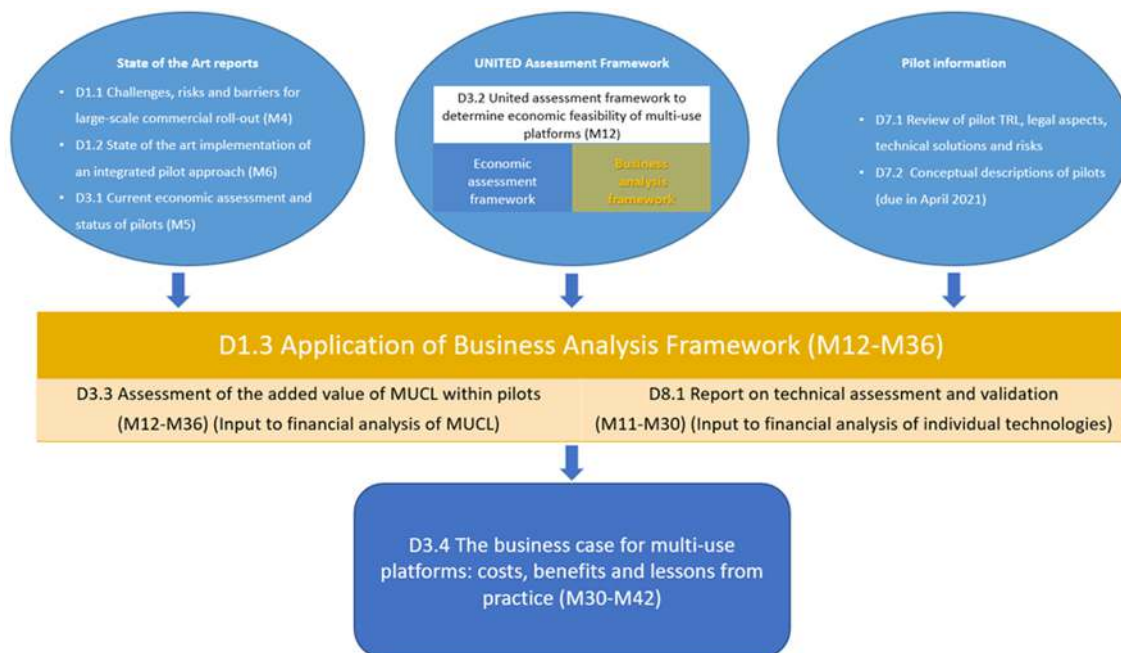 State of the Art reports
• D1.1 Challenges, risks and barriers for
large-scale commercial roll-out (M4)
• D1.2 State of the art implementation of
an integrated pilot approach (M6)
• D3.1 Current economic assessment and
status of pilots (M5)
UNITED Assessment Framework
D3.2 United assessment framework to
determine economic feasibility of multi-use
platforms (M12)
Economic
assessment
framework
Business
analysis
framework
Pilot information
• D7.1 Review of pilot TRL, legal aspects,
technical solutions and risks
• D7.2 Conceptual descriptions of pilots
(due in April 2021)
D1.3 Application of Business Analysis Framework (M12-M36)
D3.3 Assessment of the added value of MUCL within pilots
(M12-M36) (Input to financial analysis of MUCL)
D8.1 Report on technical assessment and validation
(M11-M30) (Input to financial analysis of individual technologies)
D3.4 The business case for multi-use
platforms: costs, benefits and lessons from
practice (M30-M42)